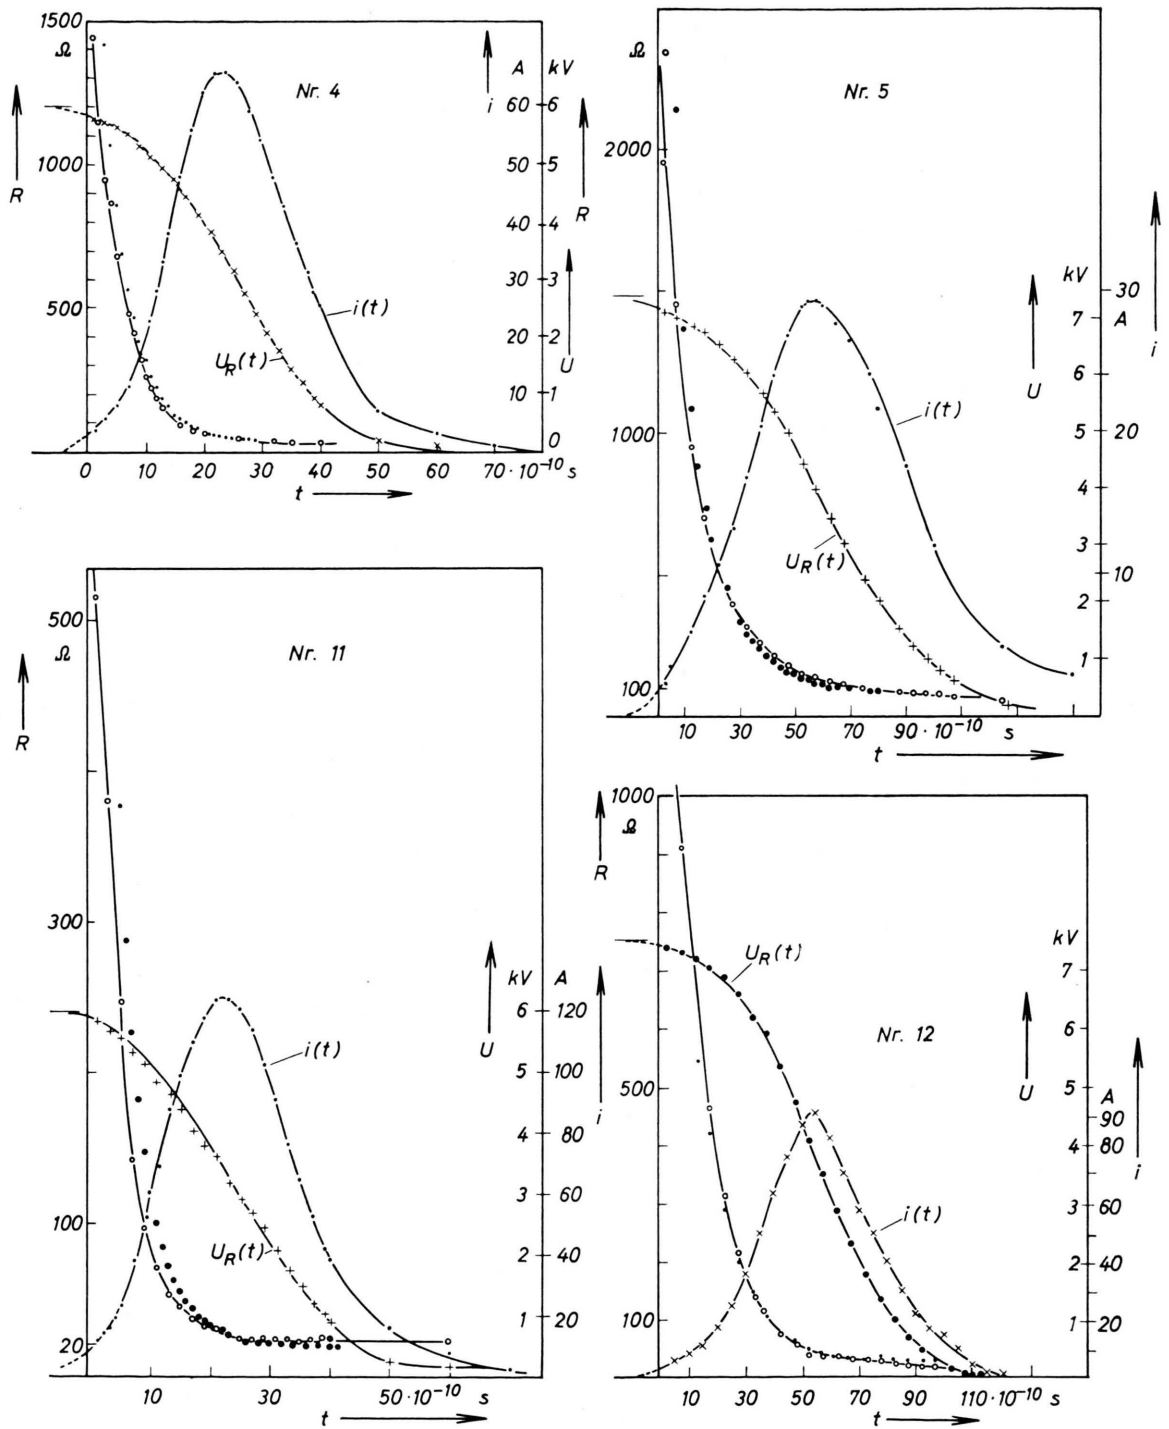 1500
Ω
1000
R
500
Nr. 4
i
A kV
60 6
50 5
40 4
30 3
20 2
10 1
0
R
U
i(t)
U_R(t)
0 10 20 30 40 50 60 70·10⁻¹⁰ s
t
Ω
2000
1000
100
Nr. 5
i
U
kV
30
7 A
6
5 20
4
3
10
2
1
i(t)
U_R(t)
10 30 50 70 90·10⁻¹⁰ s
t
500
Ω
R
300
100
20
Nr. 11
kV A
6 120
5 100
4 80
3 60
2 40
1 20
U
i
i(t)
U_R(t)
10 30 50·10⁻¹⁰ s
t
1000
Ω
R
500
100
U_R(t)
Nr. 12
kV
7
6
5
A
90
4 80
3 60
2 40
1 20
U
i
i(t)
10 30 50 70 90 110·10⁻¹⁰ s
t